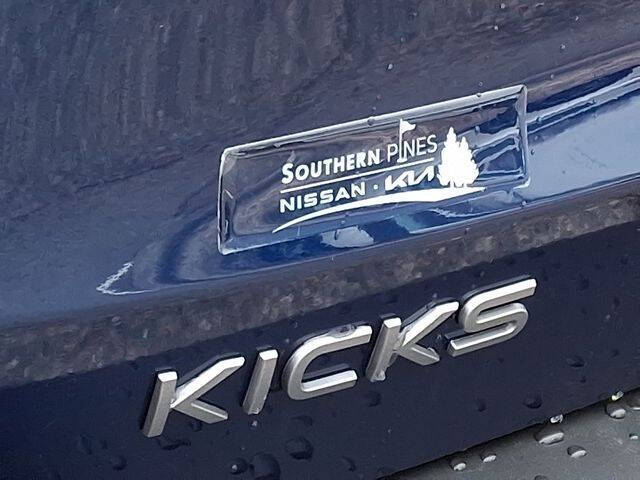 SOUTHERN PINES
NISSAN · KIA
KICKS